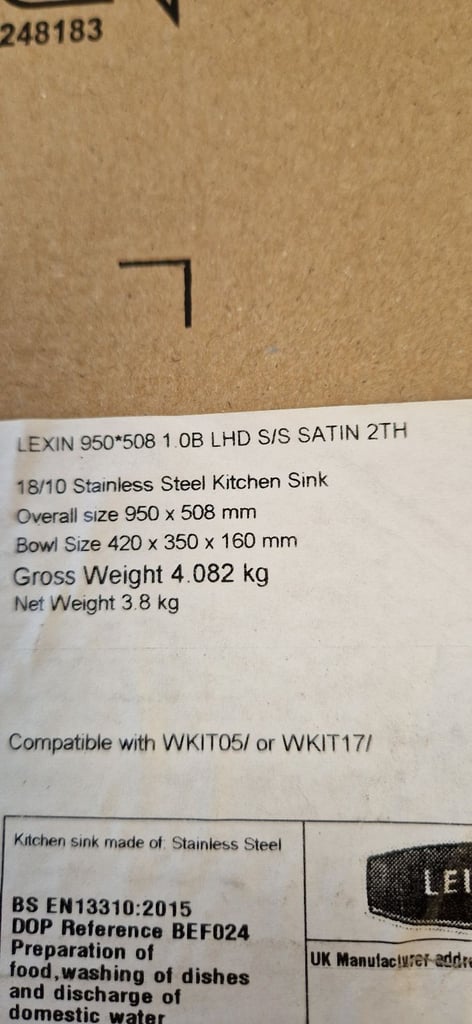 248183
LEXIN 950*508 1.0B LHD S/S SATIN 2TH
18/10 Stainless Steel Kitchen Sink
Overall size 950 x 508 mm
Bowl Size 420 x 350 x 160 mm
Gross Weight 4.082 kg
Net Weight 3.8 kg
Compatible with WKIT05/ or WKIT17/
Kitchen sink made of: Stainless Steel
LEI
BS EN13310:2015
DOP Reference BEF024
Preparation of
food,washing of dishes
and discharge of
domestic water
UK Manufacturer addre